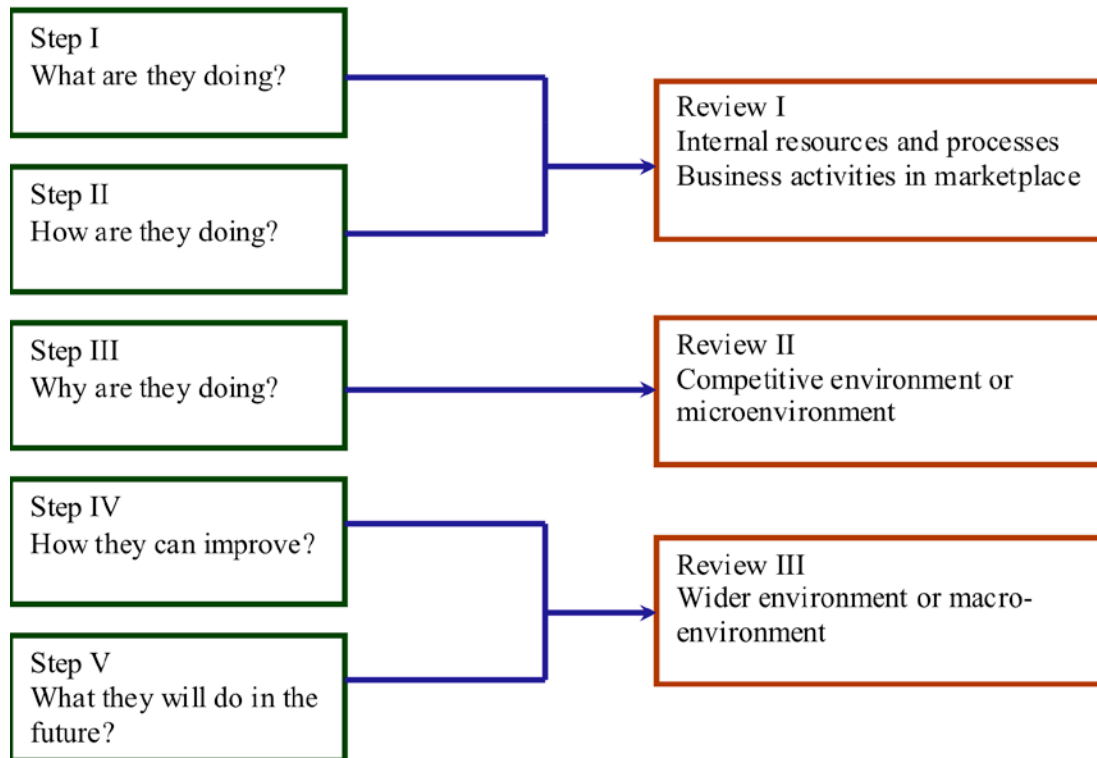 Step I
What are they doing?
Step II
How are they doing?
Step III
Why are they doing?
Step IV
How they can improve?
Step V
What they will do in the
future?
Review I
Internal resources and processes
Business activities in marketplace
Review II
Competitive environment or
microenvironment
Review III
Wider environment or macro-
environment